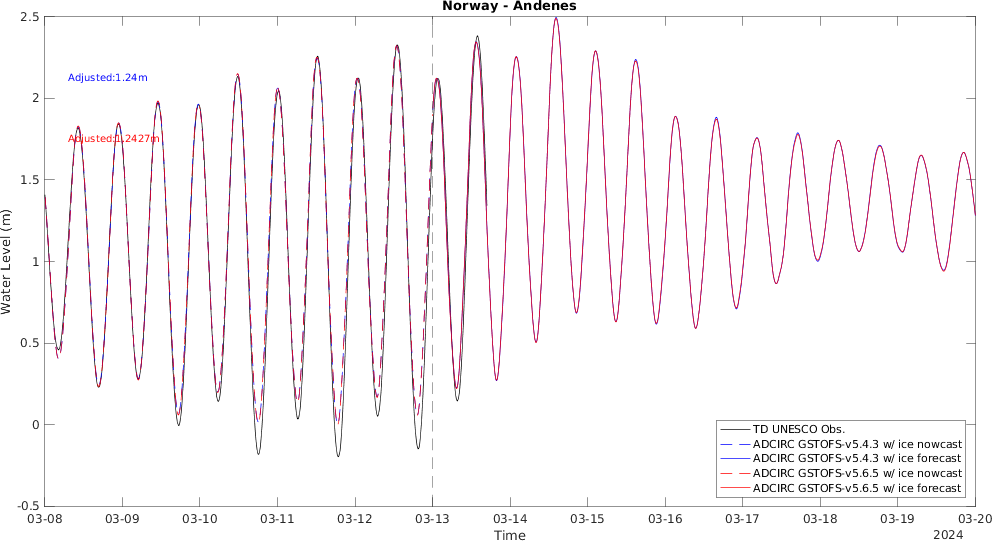 Norway - Andenes
2.5
2
1.5
1
0.5
0
-0.5
Water Level (m)
Adjusted:1.24m
Adjusted:1.2427m
TD UNESCO Obs.
ADCIRC GSTOFS-v5.4.3 w/ ice nowcast
ADCIRC GSTOFS-v5.4.3 w/ ice forecast
ADCIRC GSTOFS-v5.6.5 w/ ice nowcast
ADCIRC GSTOFS-v5.6.5 w/ ice forecast
03-08 03-09 03-10 03-11 03-12 03-13 03-14 03-15 03-16 03-17 03-18 03-19 03-20
Time
2024